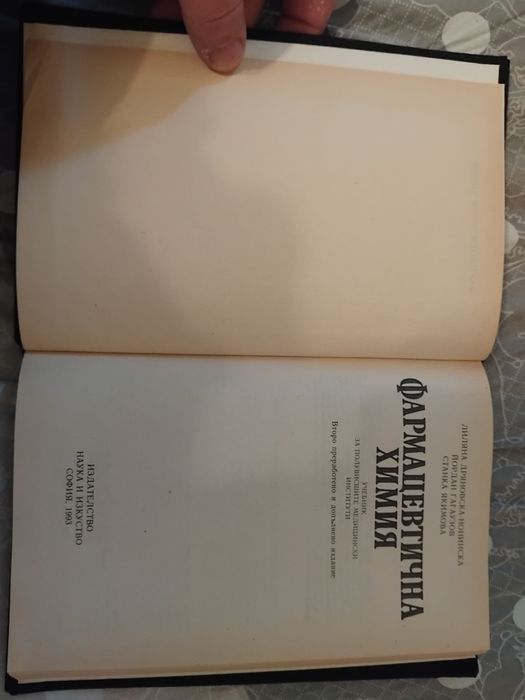 ЛИЛЯНА ДРЯНОВСКА-НОНИНСКА
ЙОРДАН ГАГАУЗОВ
СТАНКА ЯКИМОВА
ФАРМАЦЕВТИЧНА
ХИМИЯ
УЧЕБНИК
ЗА ПОЛУВИСШИТЕ МЕДИЦИНСКИ
ИНСТИТУТИ
Второ преработено и допълнено издание
ИЗДАТЕЛСТВО
НАУКА И ИЗКУСТВО
СОФИЯ, 1993